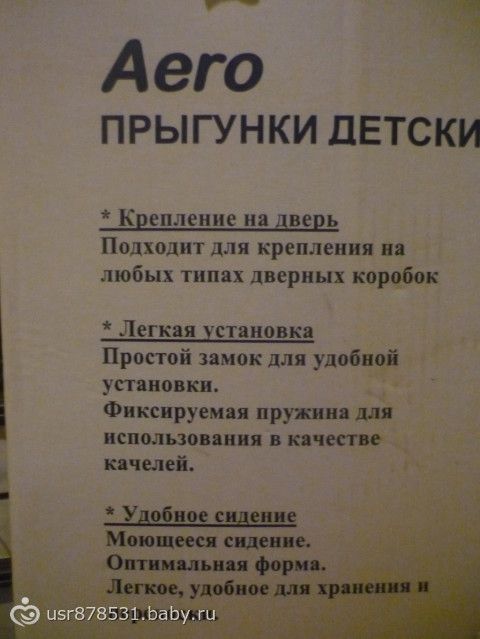 Aero
ПРЫГУНКИ ДЕТСКИ
* Крепление на дверь
Подходит для крепления на
любых типах дверных коробок
* Легкая установка
Простой замок для удобной
установки.
Фиксируемая пружина для
использования в качестве
качелей.
* Удобное сидение
Моющееся сидение.
Оптимальная форма.
Легкое, удобное для хранения и
usr878531.baby.ru